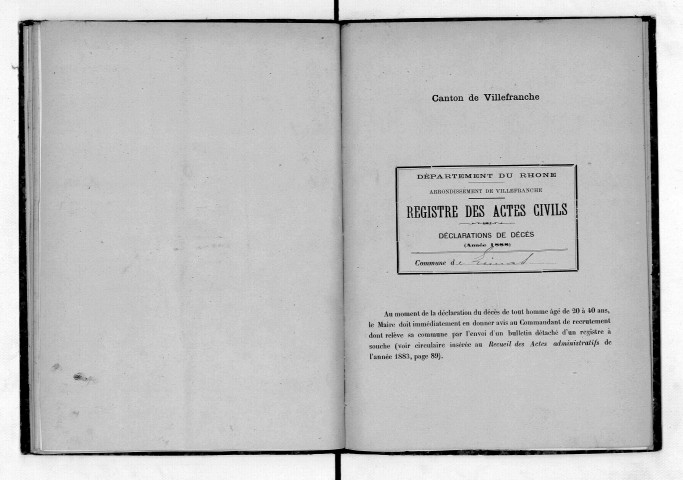 Canton de Villefranche
DÉPARTEMENT DU RHONE
ARRONDISSEMENT DE VILLEFRANCHE
REGISTRE DES ACTES CIVILS
DÉCLARATIONS DE DÉCÈS
(Année 1888)
Commune de Limas
Au moment de la déclaration du décès de tout homme âgé de 20 à 40 ans,
le Maire doit immédiatement en donner avis au Commandant de recrutement
dont relève sa commune par l'envoi d'un bulletin détaché d'un registre à
souche (voir circulaire insérée au Recueil des Actes administratifs de
l'année 1883, page 89).